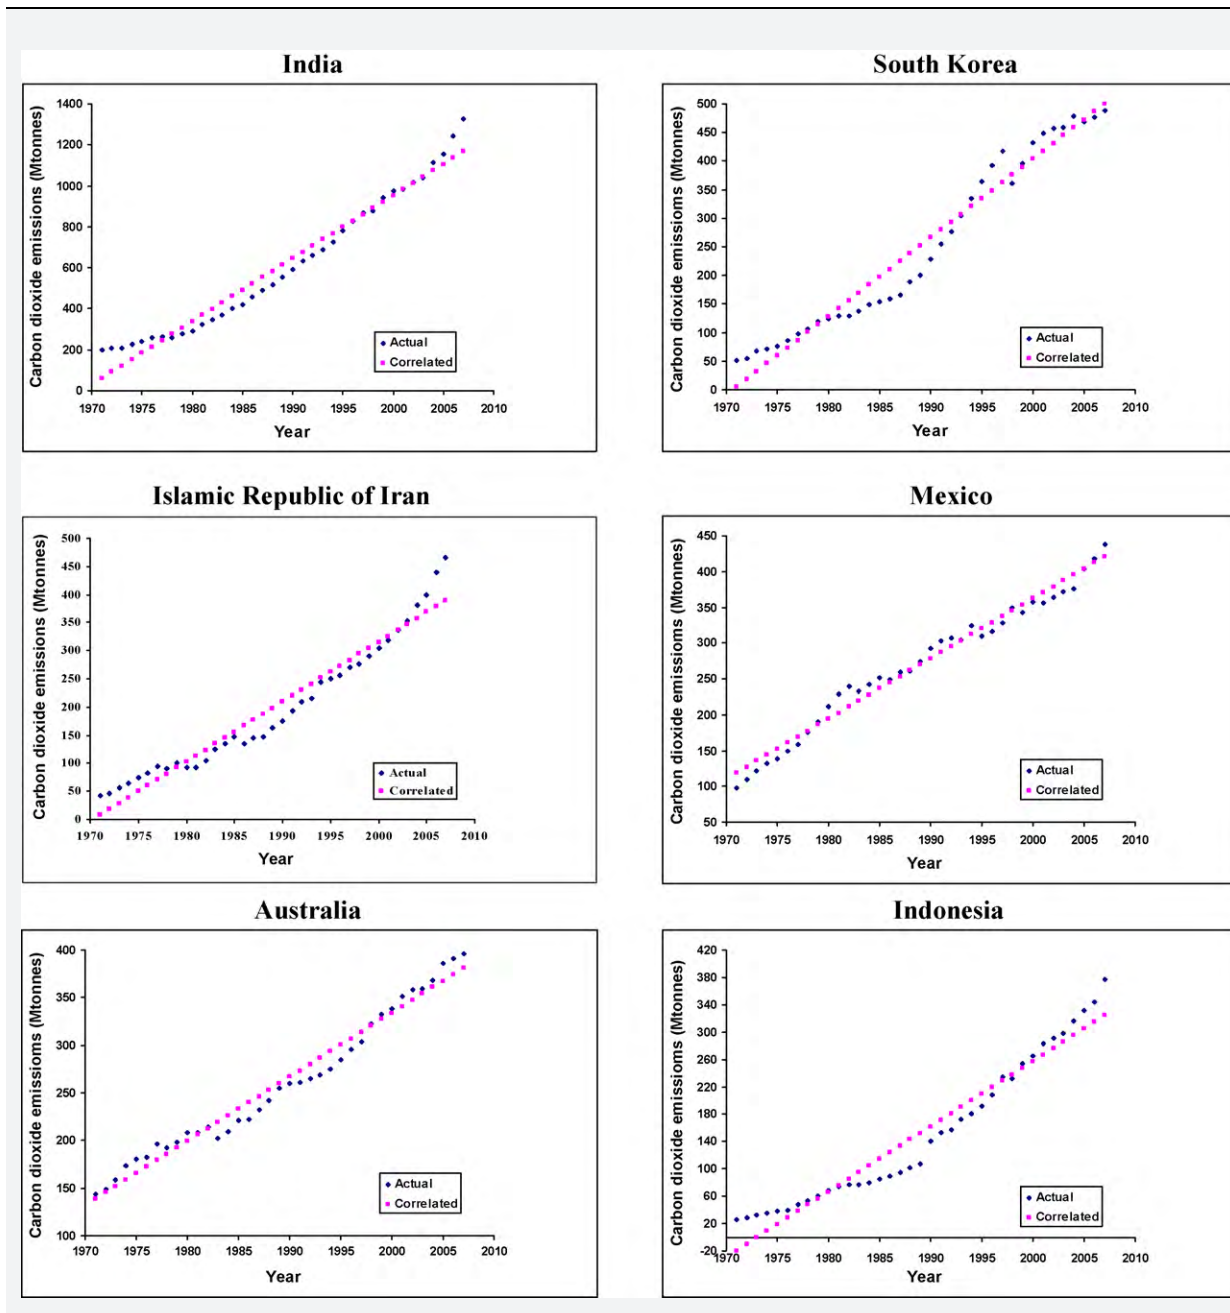 India
Carbon dioxide emissions (Mtonnes)
1400
1200
1000
800
600
400
200
0
1970 1975 1980 1985 1990 1995 2000 2005 2010
Year
Actual
Correlated
South Korea
Carbon dioxide emissions (Mtonnes)
500
450
400
350
300
250
200
150
100
50
0
1970 1975 1980 1985 1990 1995 2000 2005 2010
Year
Actual
Correlated
Islamic Republic of Iran
Carbon dioxide emissions (Mtonnes)
500
450
400
350
300
250
200
150
100
50
0
1970 1975 1980 1985 1990 1995 2000 2005 2010
Year
Actual
Correlated
Mexico
Carbon dioxide emissioms (Mtonnes)
450
400
350
300
250
200
150
100
50
1970 1975 1980 1985 1990 1995 2000 2005 2010
Year
Actual
Correlated
Australia
Carbon dioxide emissioms (Mtonnes)
400
350
300
250
200
150
100
1970 1975 1980 1985 1990 1995 2000 2005 2010
Year
Actual
Correlated
Indonesia
Carbon dioxide emissioms (Mtonnes)
420
380
340
300
260
220
180
140
100
60
20
-20
1970 1975 1980 1985 1990 1995 2000 2005 2010
Year
Actual
Correlated